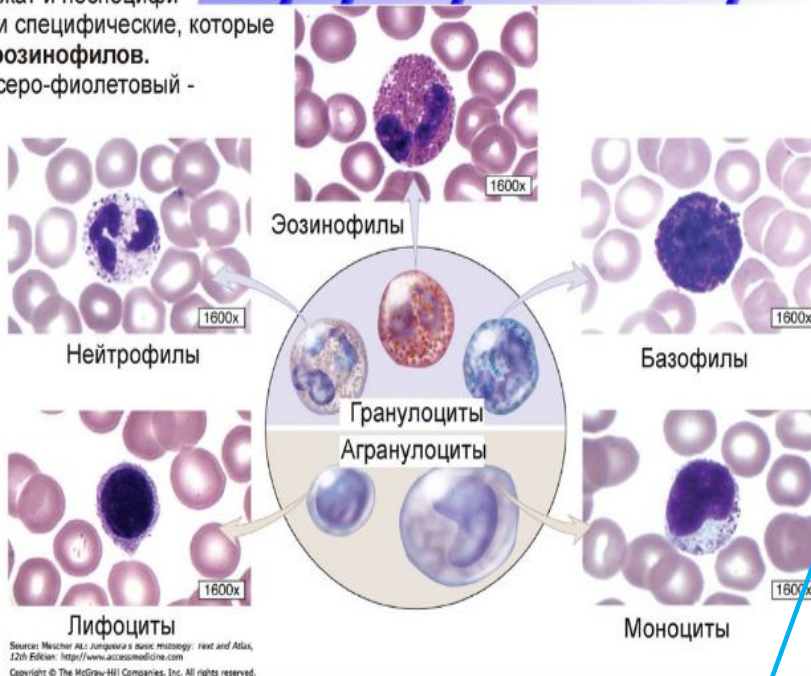 и специфические, которые
розинофилов.
серо-фиолетовый -
1600x
Эозинофилы
1600x
Нейтрофилы
1600x
Базофилы
Гранулоциты
Агранулоциты
1600x
Лифоциты
1600x
Моноциты
Source: Mescher AL: Junqueira's Basic Histology: Text and Atlas,
12th Edition: http://www.accessmedicine.com
Copyright © The McGraw-Hill Companies, Inc. All rights reserved.